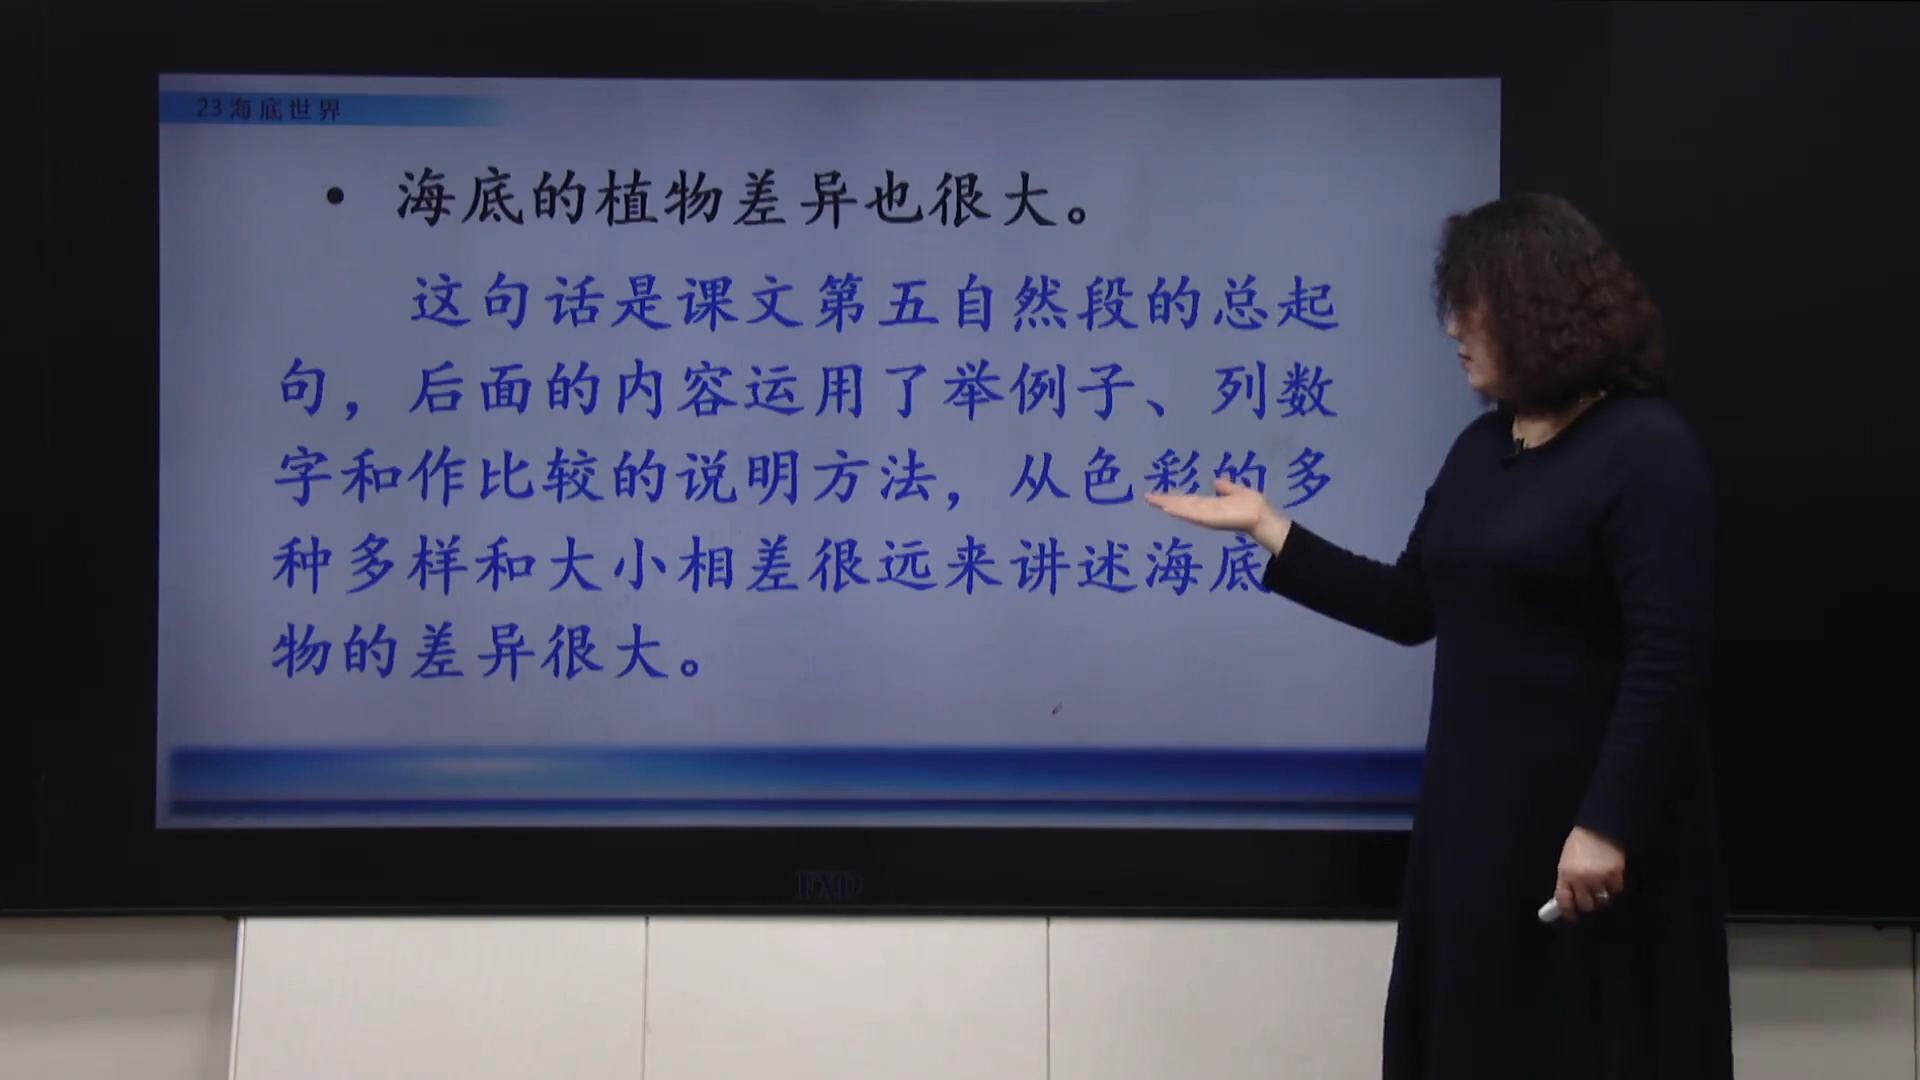 23海底世界
• 海底的植物差异也很大。
这句话是课文第五自然段的总起
句，后面的内容运用了举例子、列数
字和作比较的说明方法，从色彩的多
种多样和大小相差很远来讲述海底
物的差异很大。